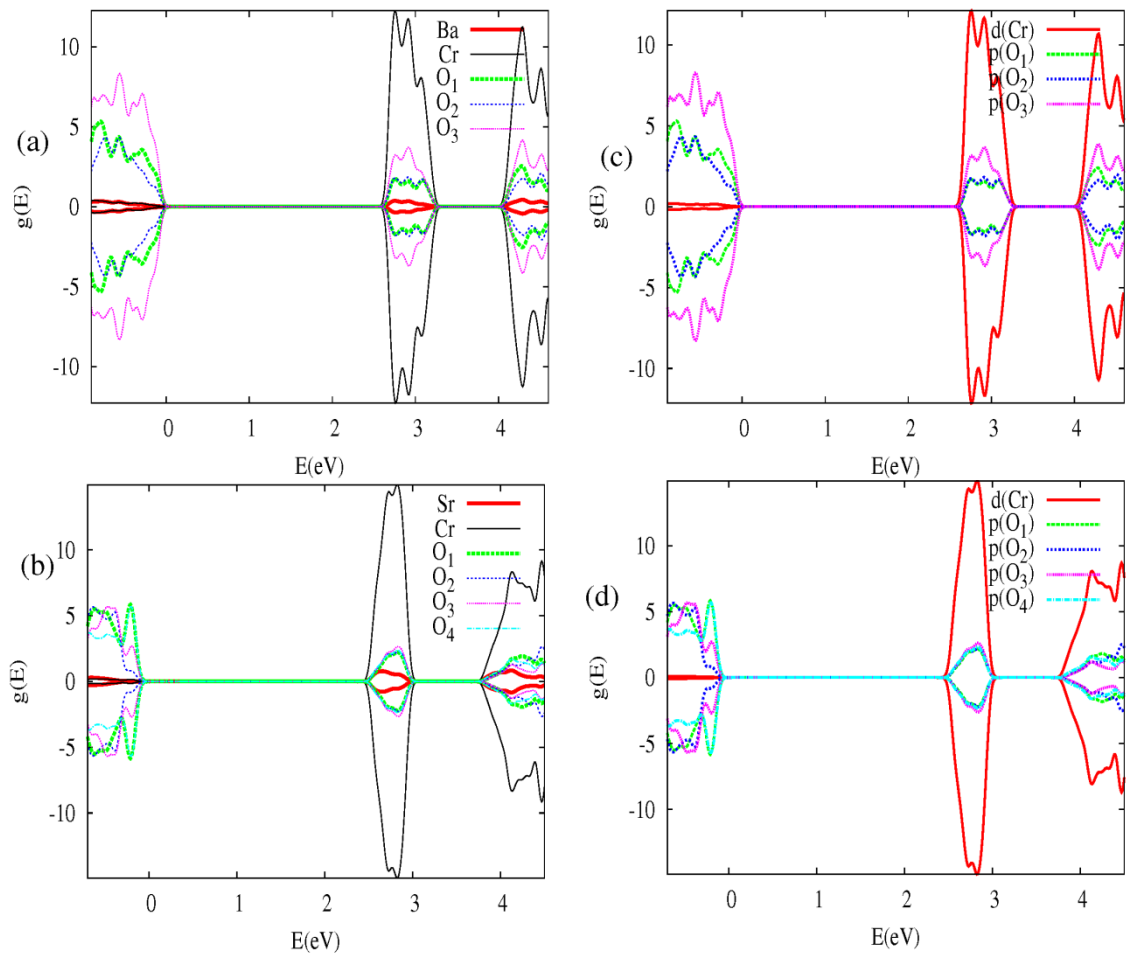 (a)
g(E)
10
5
0
-5
-10
Ba
Cr
O1
O2
O3
0 1 2 3 4
E(eV)
(c)
g(E)
10
5
0
-5
-10
d(Cr)
p(O1)
p(O2)
p(O3)
0 1 2 3 4
E(eV)
(b)
g(E)
10
5
0
-5
-10
Sr
Cr
O1
O2
O3
O4
0 1 2 3 4
E(eV)
(d)
g(E)
10
5
0
-5
-10
d(Cr)
p(O1)
p(O2)
p(O3)
p(O4)
0 1 2 3 4
E(eV)